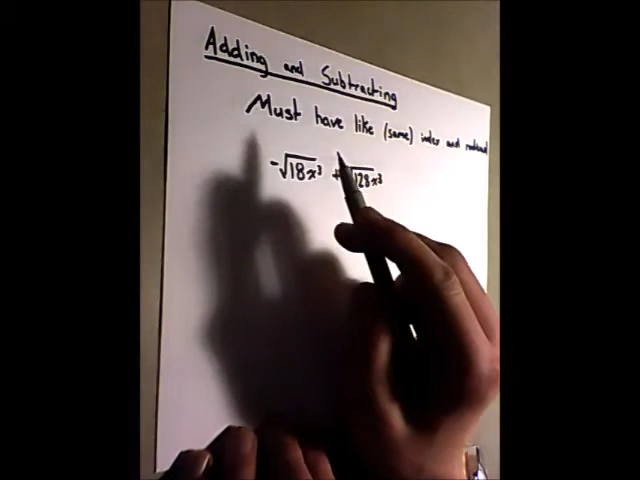 Adding and Subtracting
Must have like (same) index and radicand
-√18x³ + √128x³